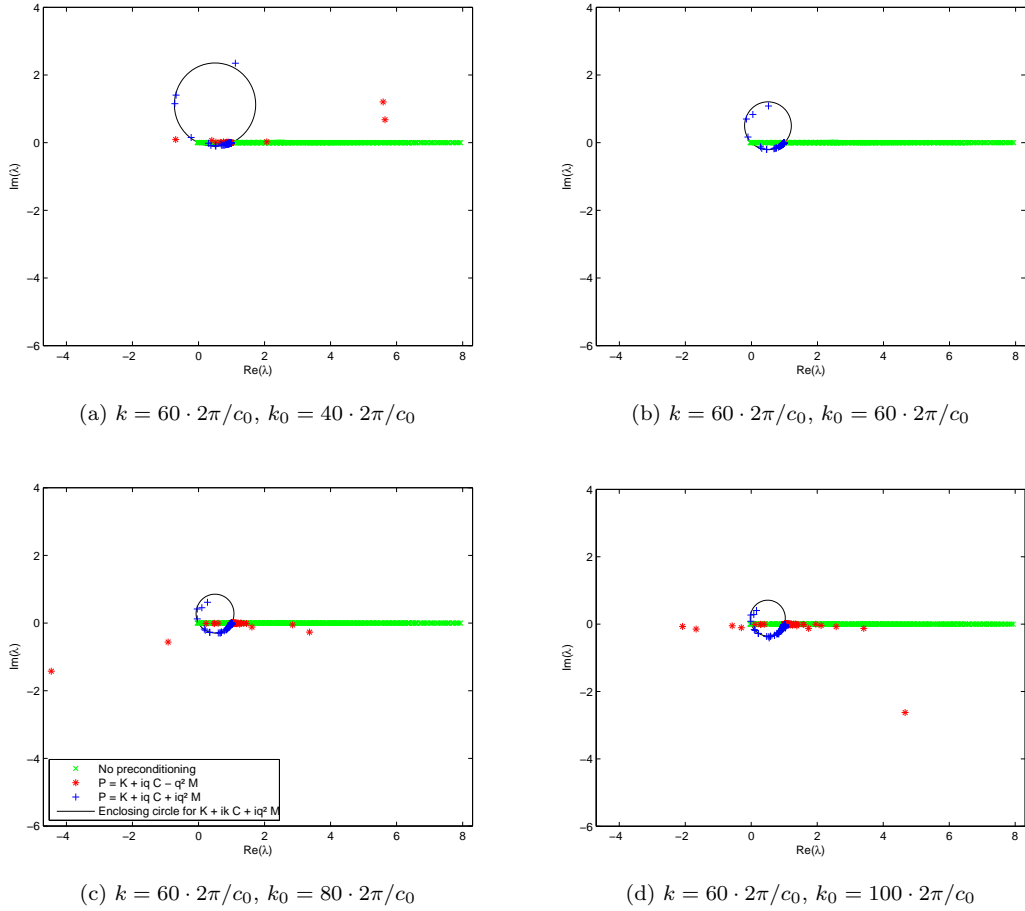 4
2
0
−2
−4
−6
Im(λ)
−4 −2 0 2 4 6 8
Re(λ)
(a) k = 60 · 2π/c₀, k₀ = 40 · 2π/c₀
4
2
0
−2
−4
−6
Im(λ)
−4 −2 0 2 4 6 8
Re(λ)
(b) k = 60 · 2π/c₀, k₀ = 60 · 2π/c₀
4
2
0
−2
−4
−6
Im(λ)
No preconditioning
P = K + iq C − q² M
P = K + iq C + iq² M
Enclosing circle for K + ik C + iq² M
−4 −2 0 2 4 6 8
Re(λ)
(c) k = 60 · 2π/c₀, k₀ = 80 · 2π/c₀
4
2
0
−2
−4
−6
Im(λ)
−4 −2 0 2 4 6 8
Re(λ)
(d) k = 60 · 2π/c₀, k₀ = 100 · 2π/c₀